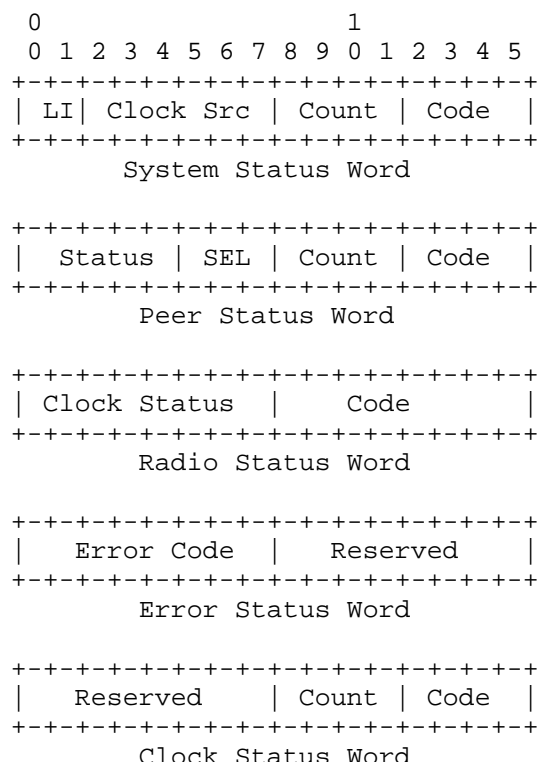 0                   1
0 1 2 3 4 5 6 7 8 9 0 1 2 3 4 5
+-+-+-+-+-+-+-+-+-+-+-+-+-+-+-+-+
| LI| Clock Src | Count | Code  |
+-+-+-+-+-+-+-+-+-+-+-+-+-+-+-+-+
System Status Word
+-+-+-+-+-+-+-+-+-+-+-+-+-+-+-+-+
|  Status | SEL | Count | Code  |
+-+-+-+-+-+-+-+-+-+-+-+-+-+-+-+-+
Peer Status Word
+-+-+-+-+-+-+-+-+-+-+-+-+-+-+-+-+
| Clock Status  |    Code       |
+-+-+-+-+-+-+-+-+-+-+-+-+-+-+-+-+
Radio Status Word
+-+-+-+-+-+-+-+-+-+-+-+-+-+-+-+-+
|   Error Code  |   Reserved    |
+-+-+-+-+-+-+-+-+-+-+-+-+-+-+-+-+
Error Status Word
+-+-+-+-+-+-+-+-+-+-+-+-+-+-+-+-+
|   Reserved    | Count | Code  |
+-+-+-+-+-+-+-+-+-+-+-+-+-+-+-+-+
Clock Status Word